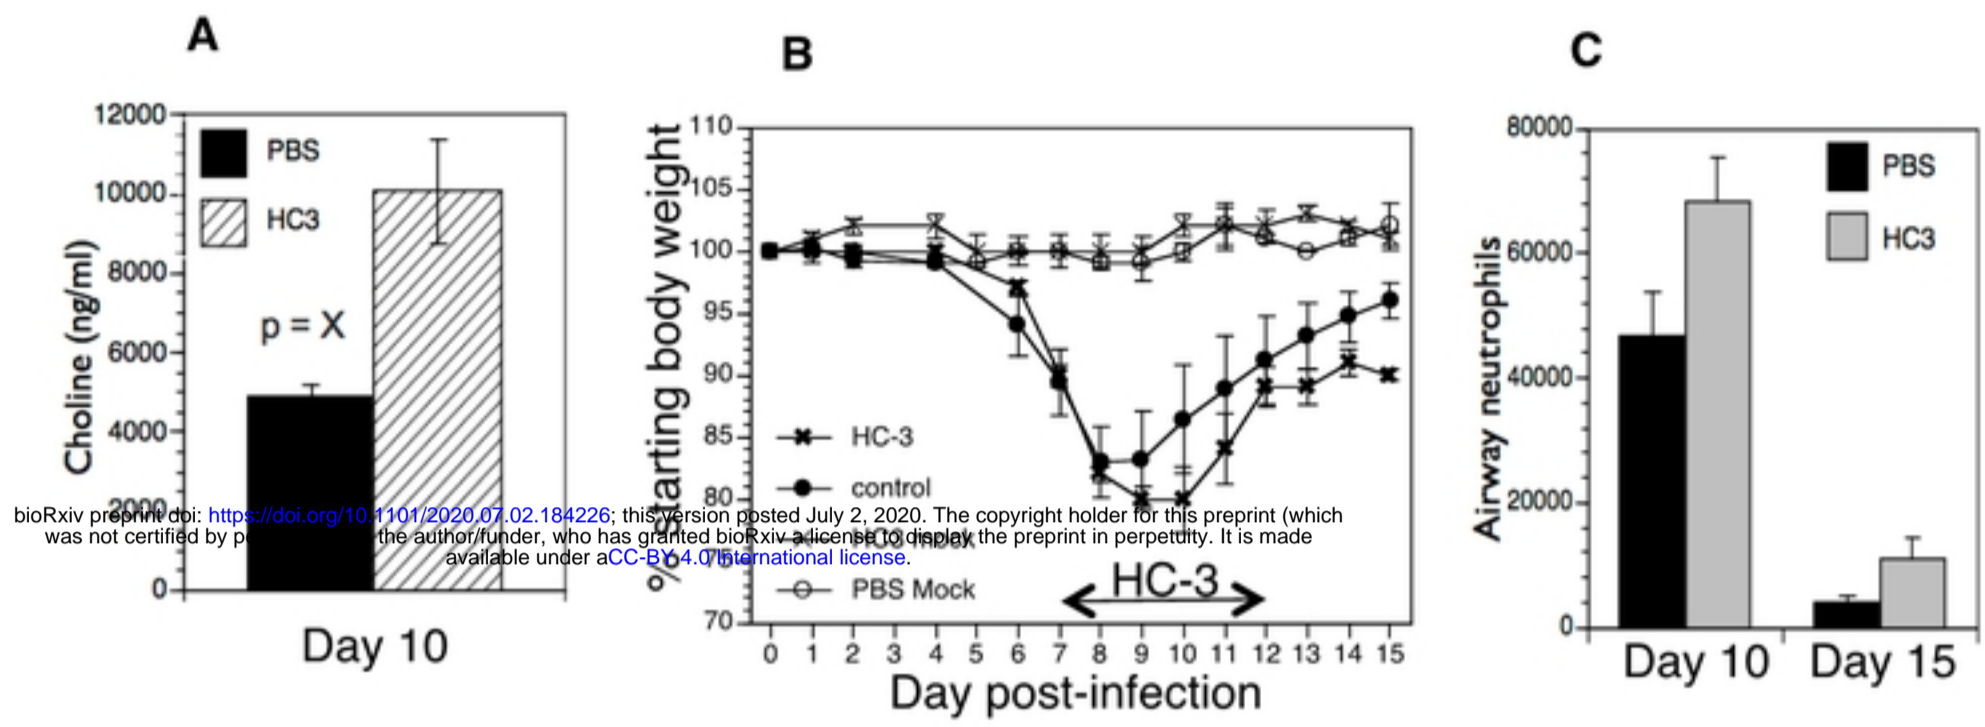 A
12000
10000
8000
6000
4000
2000
0
Choline (ng/ml)
PBS
HC3
p = X
Day 10
B
110
105
100
95
90
85
80
75
70
% starting body weight
HC-3
control
HC3 mock
PBS Mock
HC-3
0 1 2 3 4 5 6 7 8 9 10 11 12 13 14 15
Day post-infection
C
80000
60000
40000
20000
0
Airway neutrophils
PBS
HC3
Day 10 Day 15
bioRxiv preprint doi: https://doi.org/10.1101/2020.07.02.184226; this version posted July 2, 2020. The copyright holder for this preprint (which
was not certified by the author/funder, who has granted bioRxiv a license to display the preprint in perpetuity. It is made
available under aCC-BY 4.0 International license.